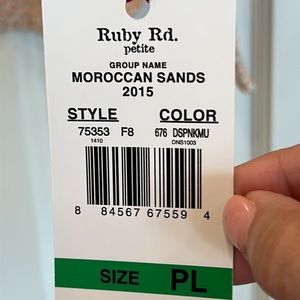 Ruby Rd.
petite
GROUP NAME
MOROCCAN SANDS
2015
STYLE COLOR
75353 F8 676 DSPNKMU
1410 DNS1003
8 84567 67559 4
SIZE PL